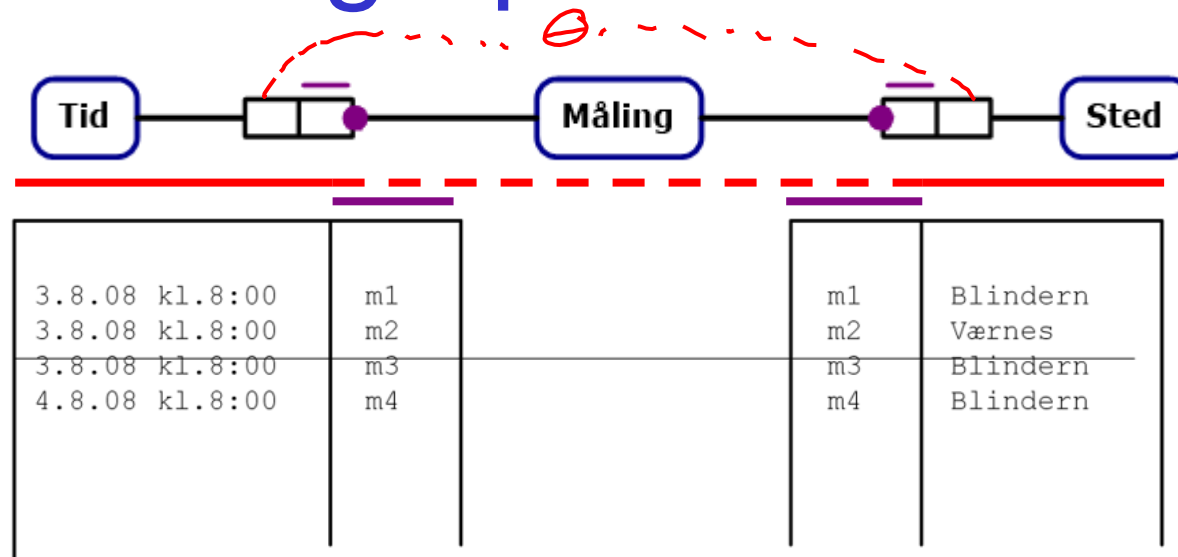 Tid Måling Sted
3.8.08 kl.8:00 m1 m1 Blindern
3.8.08 kl.8:00 m2 m2 Værnes
3.8.08 kl.8:00 m3 m3 Blindern
4.8.08 kl.8:00 m4 m4 Blindern